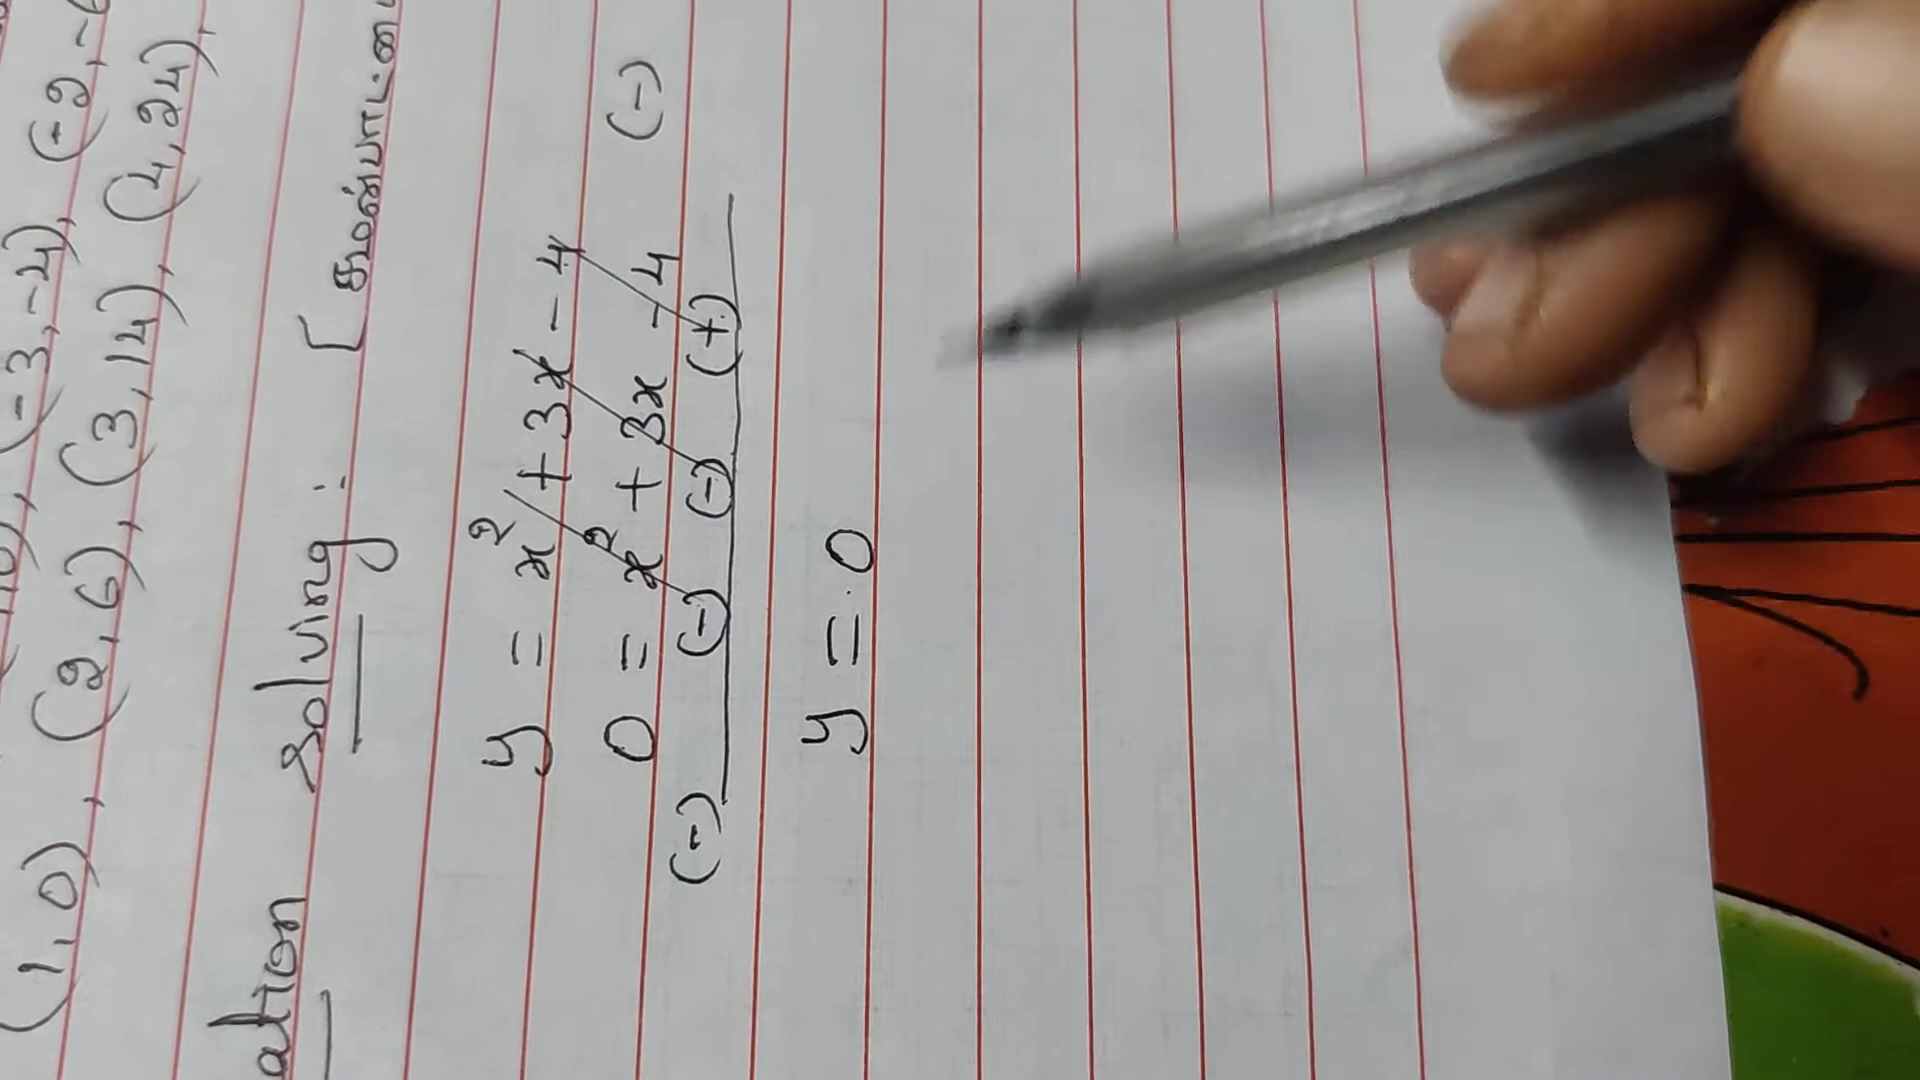 (-3, -4), (-2, -6
(1, 0), (2, 6), (3, 14), (4, 24),
ation solving : [ சமன்பாட்டை
y = x² + 3x - 4
0 = x² + 3x - 4 (-)
(-) (-) (-) (+)
y = 0